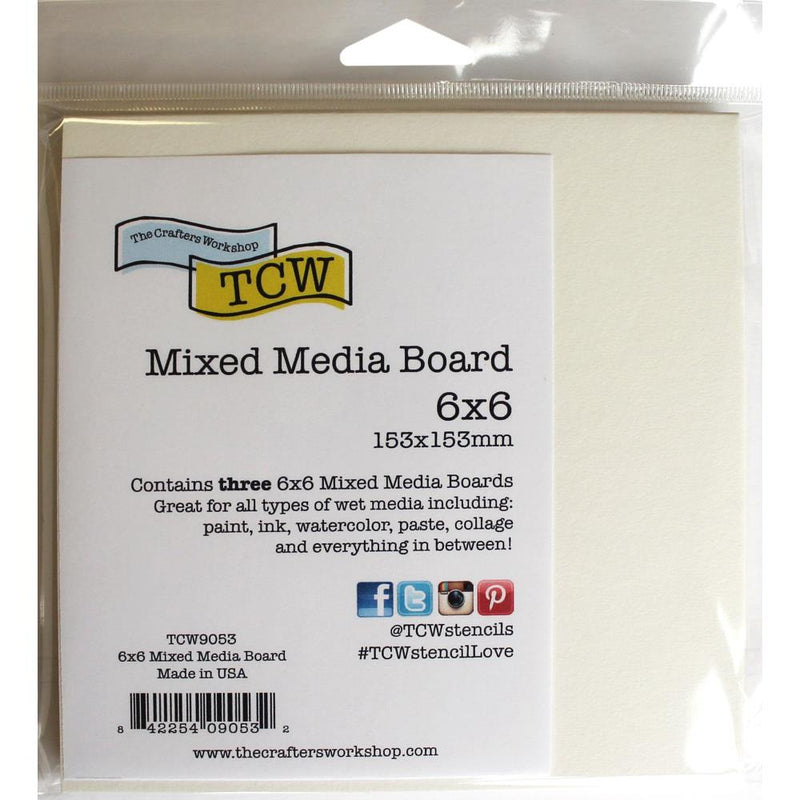 The Crafters Workshop
TCW
Mixed Media Board
6x6
153x153mm
Contains three 6x6 Mixed Media Boards
Great for all types of wet media including:
paint, ink, watercolor, paste, collage
and everything in between!
@TCWstencils
#TCWstencilLove
TCW9053
6x6 Mixed Media Board
Made in USA
8 42254 09053 2
www.thecraftersworkshop.com